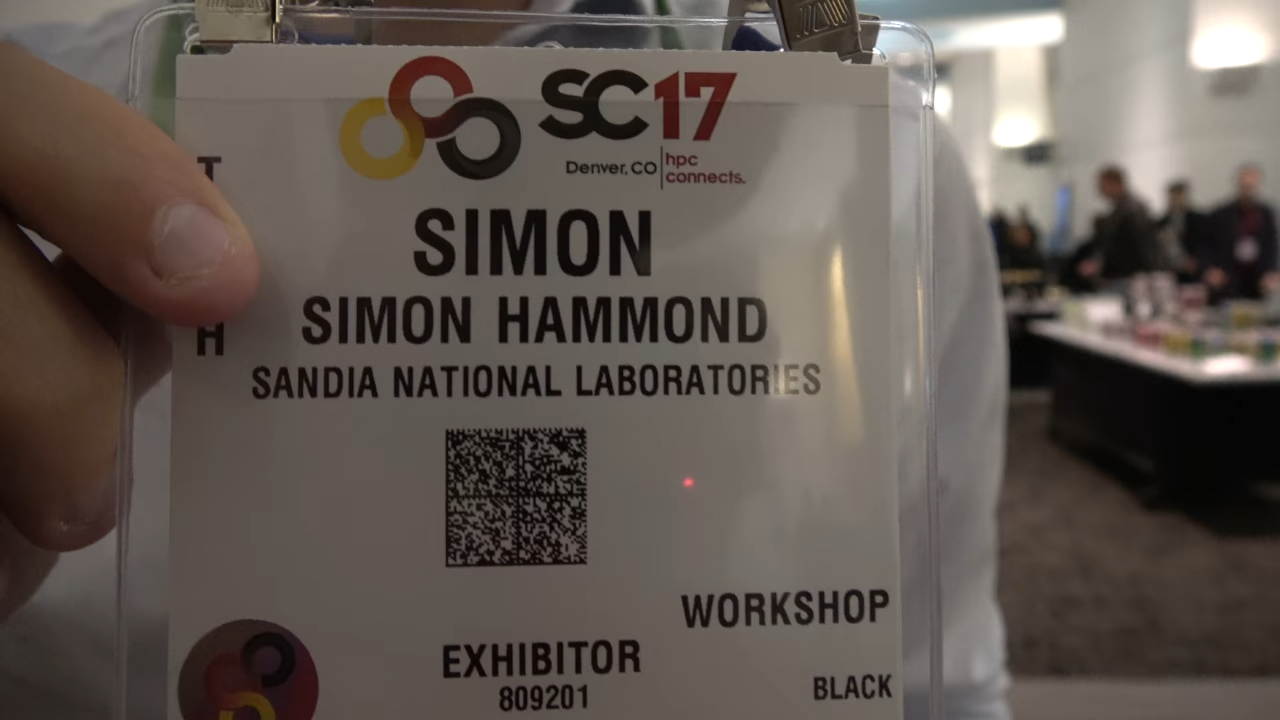 SC17
Denver, CO
hpc
connects.
T
H
SIMON
SIMON HAMMOND
SANDIA NATIONAL LABORATORIES
WORKSHOP
EXHIBITOR
809201
BLACK